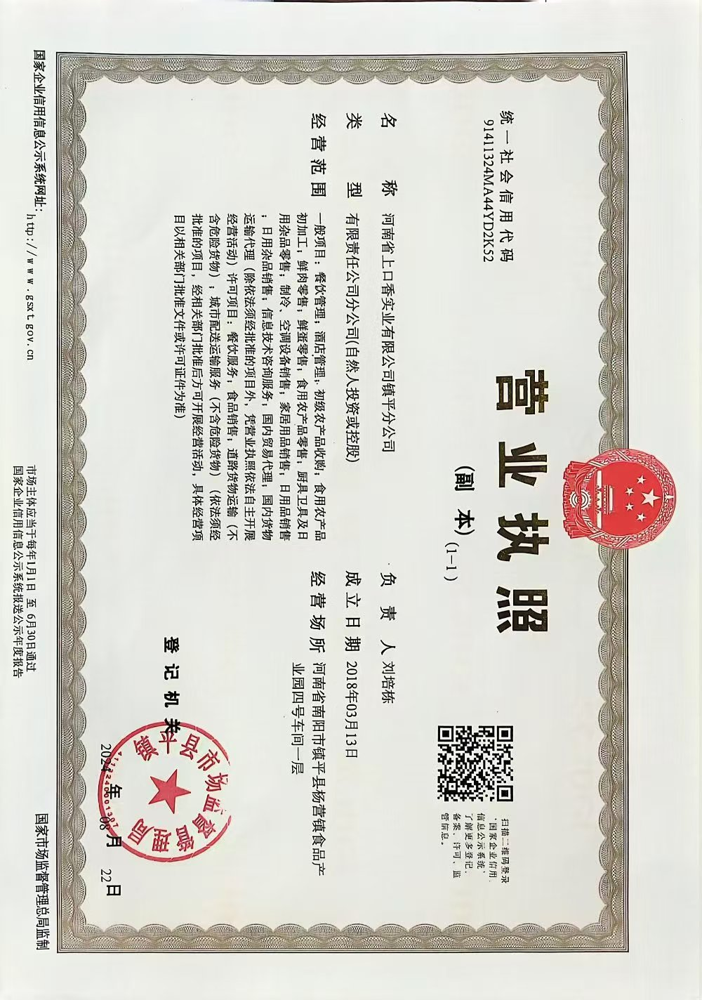 营业执照
(副 本)
(1-1)
统一社会信用代码
91411324MA44YD2K52
扫描二维码登录
‘国家企业信用
信息公示系统’
了解更多登记、
备案、许可、监
管信息。
名 称 河南省上口香实业有限公司镇平分公司
类 型 有限责任公司分公司(自然人投资或控股)
经营范围 一般项目：餐饮管理；酒店管理；初级农产品收购；食用农产品
初加工；鲜肉零售；鲜蛋零售；食用农产品零售；厨具卫具及日
用杂品零售；制冷、空调设备销售；家居用品销售；日用品销售
；日用杂品销售；信息技术咨询服务；国内贸易代理；国内货物
运输代理（除依法须经批准的项目外，凭营业执照依法自主开展
经营活动）许可项目：餐饮服务；食品销售；道路货物运输（不
含危险货物）；城市配送运输服务（不含危险货物）（依法须经
批准的项目，经相关部门批准后方可开展经营活动，具体经营项
目以相关部门批准文件或许可证件为准）
负 责 人 刘培栋
成立日期 2018年03月13日
经营场所 河南省南阳市镇平县杨营镇食品产
业园四号车间一层
登记机关
镇平县市场监督管理局
2024 年 08 月 22 日
国家企业信用信息公示系统网址：http://www.gsxt.gov.cn
市场主体应当于每年1月1日 至 6月30日通过
国家企业信用信息公示系统报送公示年度报告
国家市场监督管理总局监制